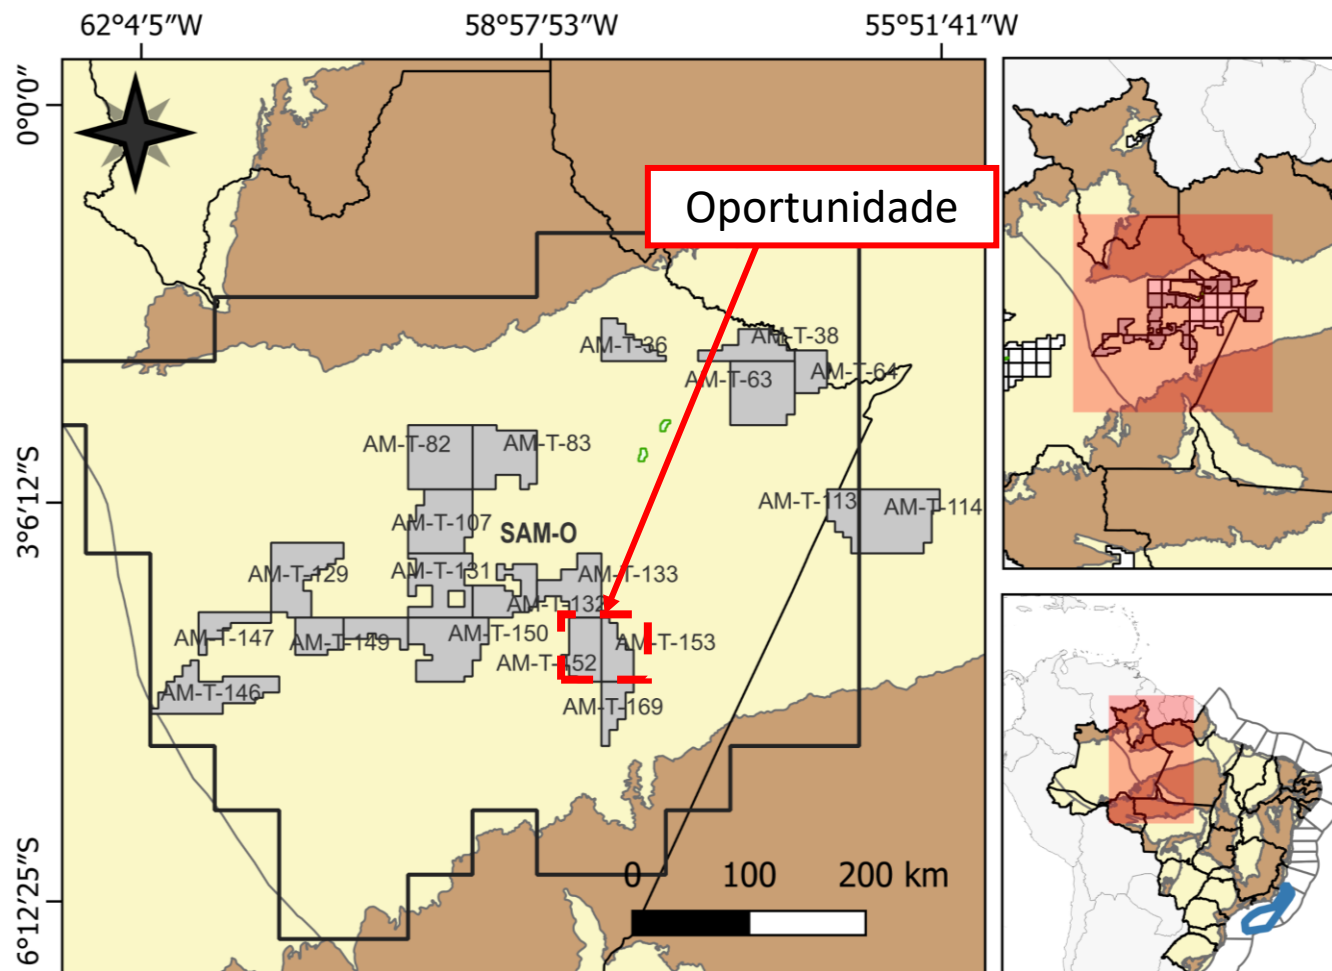 62°4′5″W
58°57′53″W
55°51′41″W
0°0′0″
3°6′12″S
6°12′25″S
Oportunidade
AM-T-36
AM-T-38
AM-T-63
AM-T-64
AM-T-82
AM-T-83
AM-T-113
AM-T-114
AM-T-107
SAM-O
AM-T-129
AM-T-131
AM-T-133
AM-T-132
AM-T-147
AM-T-149
AM-T-150
AM-T-153
AM-T-152
AM-T-146
AM-T-169
0 100 200 km